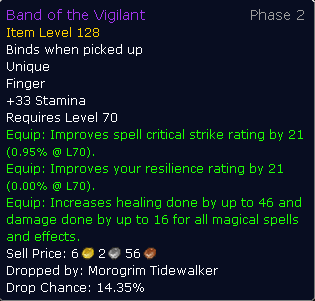 Band of the Vigilant Phase 2
Item Level 128
Binds when picked up
Unique
Finger
+33 Stamina
Requires Level 70
Equip: Improves spell critical strike rating by 21
(0.95% @ L70).
Equip: Improves your resilience rating by 21
(0.00% @ L70).
Equip: Increases healing done by up to 46 and
damage done by up to 16 for all magical spells
and effects.
Sell Price: 6 2 56
Dropped by: Morogrim Tidewalker
Drop Chance: 14.35%